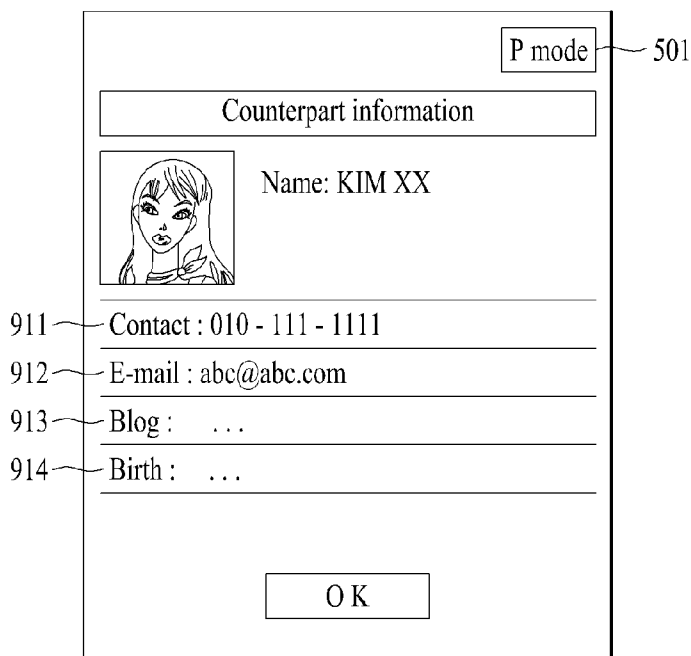 P mode 501
Counterpart information
Name: KIM XX
911 Contact : 010 - 111 - 1111
912 E-mail : abc@abc.com
913 Blog : . . .
914 Birth : . . .
O K